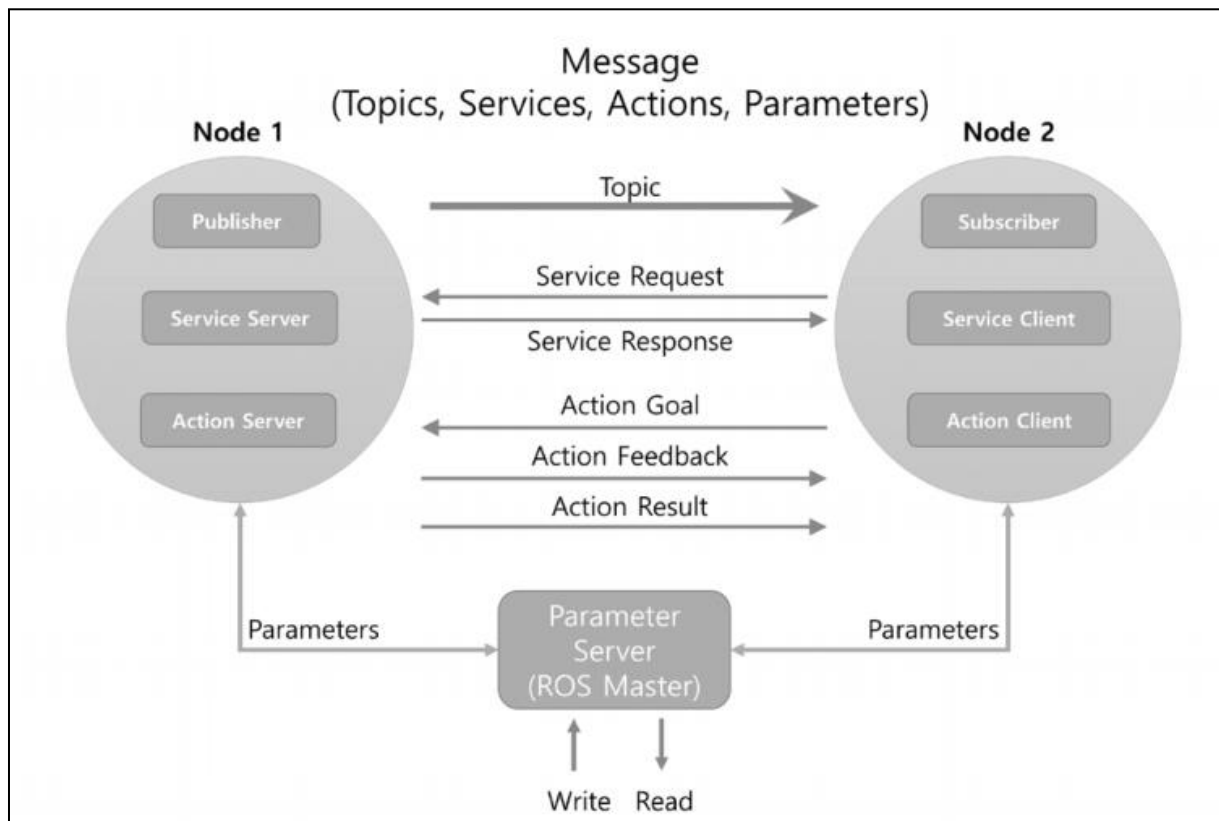 Message
(Topics, Services, Actions, Parameters)
Node 1
Node 2
Topic
Publisher
Subscriber
Service Request
Service Server
Service Client
Service Response
Action Goal
Action Server
Action Client
Action Feedback
Action Result
Parameters
Parameter
Server
(ROS Master)
Parameters
Write
Read